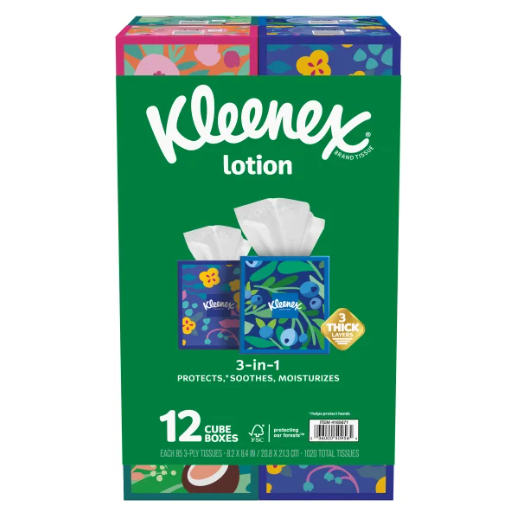 Kleenex®
BRAND TISSUE
lotion
Kleenex
Kleenex
3
THICK
LAYERS
3-in-1
PROTECTS,* SOOTHES, MOISTURIZES
*helps protect hands
12 CUBE BOXES
FSC
protecting our forests™
EACH 85 3-PLY TISSUES • 8.2 X 8.4 IN / 20.8 X 21.3 CM • 1020 TOTAL TISSUES